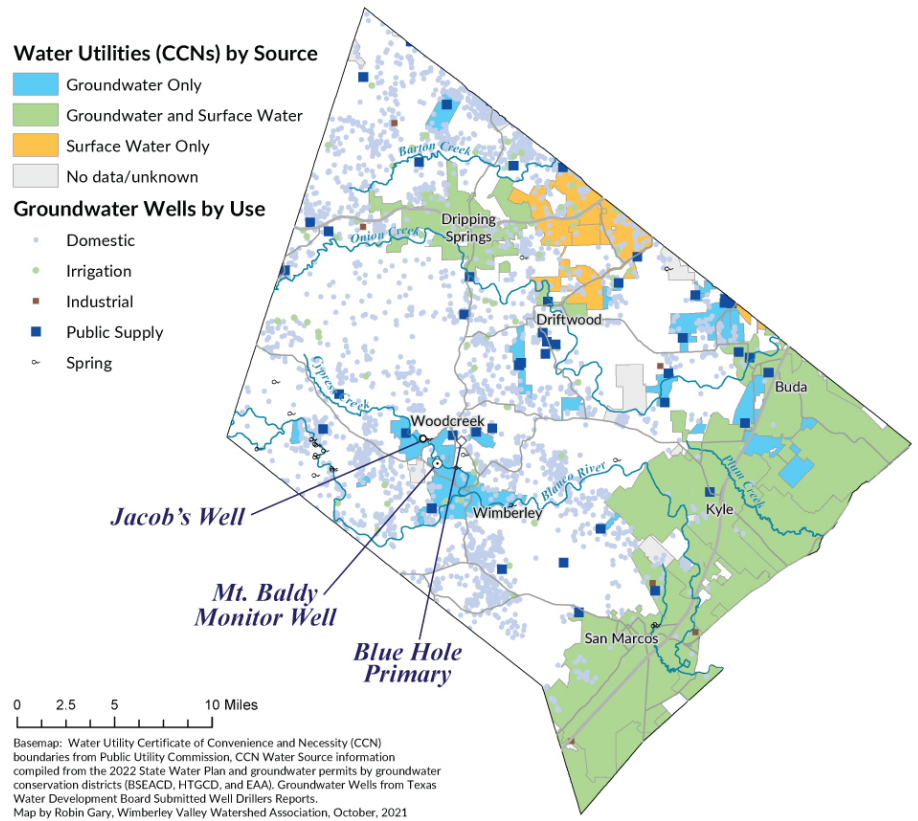 Water Utilities (CCNs) by Source
Groundwater Only
Groundwater and Surface Water
Surface Water Only
No data/unknown
Groundwater Wells by Use
Domestic
Irrigation
Industrial
Public Supply
Spring
Barton Creek
Dripping
Springs
Onion Creek
Driftwood
Buda
Cypress Creek
Woodcreek
Plum Creek
Blanco River
Kyle
Wimberley
Jacob's Well
Mt. Baldy
Monitor Well
Blue Hole
Primary
San Marcos
0 2.5 5 10 Miles
Basemap: Water Utility Certificate of Convenience and Necessity (CCN)
boundaries from Public Utility Commission, CCN Water Source information
compiled from the 2022 State Water Plan and groundwater permits by groundwater
conservation districts (BSEACD, HTGCD, and EAA). Groundwater Wells from Texas
Water Development Board Submitted Well Drillers Reports.
Map by Robin Gary, Wimberley Valley Watershed Association, October, 2021